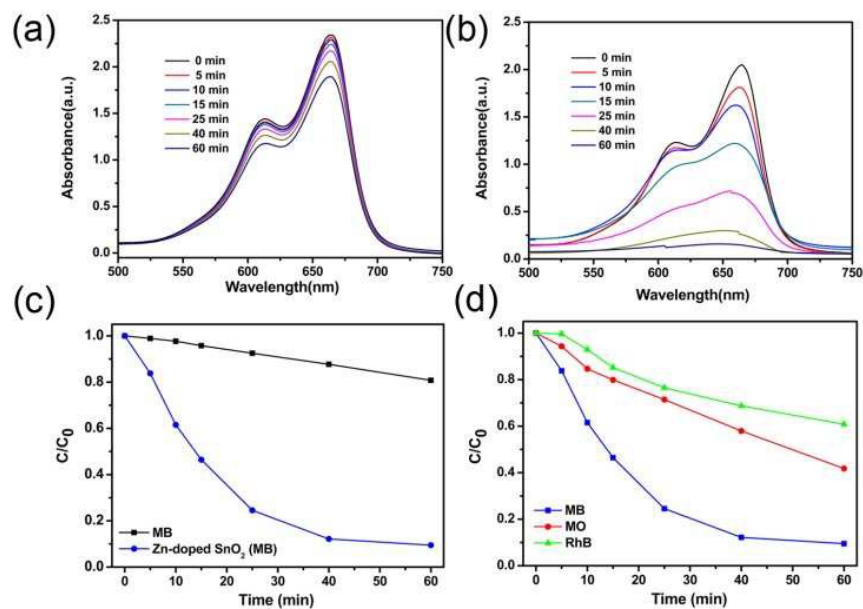 (a)
2.5
2.0
1.5
1.0
0.5
0.0
Absorbance(a.u.)
0 min
5 min
10 min
15 min
25 min
40 min
60 min
500 550 600 650 700 750
Wavelength(nm)
(b)
2.5
2.0
1.5
1.0
0.5
0.0
Absorbance(a.u.)
0 min
5 min
10 min
15 min
25 min
40 min
60 min
500 550 600 650 700 750
Wavelength(nm)
(c)
1.0
0.8
0.6
0.4
0.2
0.0
C/C₀
MB
Zn-doped SnO₂ (MB)
0 10 20 30 40 50 60
Time (min)
(d)
1.0
0.8
0.6
0.4
0.2
0.0
C/C₀
MB
MO
RhB
0 10 20 30 40 50 60
Time (min)